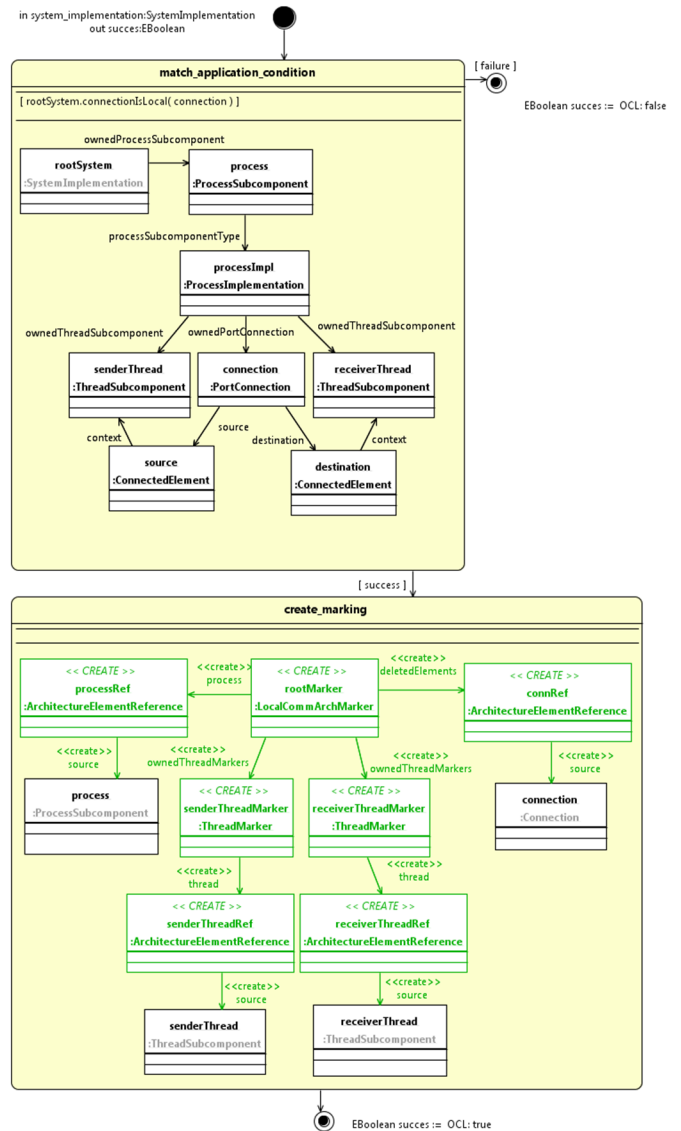 in system_implementation:SystemImplementation
out succes:EBoolean
match_application_condition
[ failure ]
[ rootSystem.connectionIsLocal( connection ) ]
EBoolean succes := OCL: false
ownedProcessSubcomponent
rootSystem
:SystemImplementation
process
:ProcessSubcomponent
processSubcomponentType
processImpl
:ProcessImplementation
ownedThreadSubcomponent
ownedPortConnection
ownedThreadSubcomponent
senderThread
:ThreadSubcomponent
connection
:PortConnection
receiverThread
:ThreadSubcomponent
context
source
destination
context
source
:ConnectedElement
destination
:ConnectedElement
[ success ]
create_marking
<< CREATE >>
processRef
:ArchitectureElementReference
<<create>>
process
<< CREATE >>
rootMarker
:LocalCommArchMarker
<<create>>
deletedElements
<< CREATE >>
connRef
:ArchitectureElementReference
<<create>>
source
<<create>>
ownedThreadMarkers
<<create>>
ownedThreadMarkers
<<create>>
source
process
:ProcessSubcomponent
<< CREATE >>
senderThreadMarker
:ThreadMarker
<< CREATE >>
receiverThreadMarker
:ThreadMarker
connection
:Connection
<<create>>
thread
<<create>>
thread
<< CREATE >>
senderThreadRef
:ArchitectureElementReference
<< CREATE >>
receiverThreadRef
:ArchitectureElementReference
<<create>>
source
<<create>>
source
senderThread
:ThreadSubcomponent
receiverThread
:ThreadSubcomponent
EBoolean succes := OCL: true